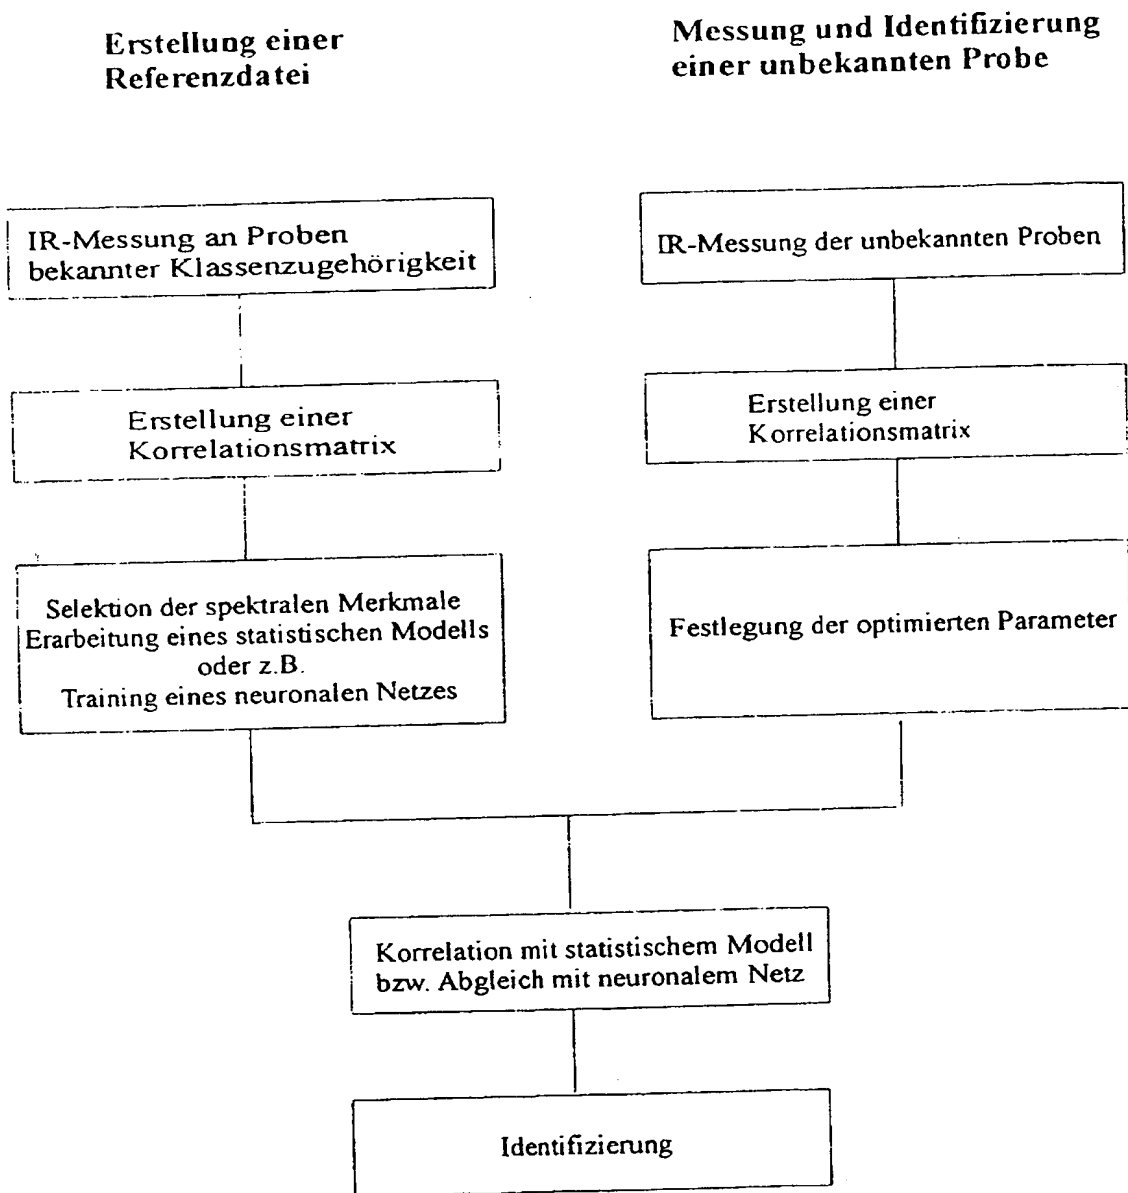 Erstellung einer
Referenzdatei
Messung und Identifizierung
einer unbekannten Probe
IR-Messung an Proben
bekannter Klassenzugehörigkeit
IR-Messung der unbekannten Proben
Erstellung einer
Korrelationsmatrix
Erstellung einer
Korrelationsmatrix
Selektion der spektralen Merkmale
Erarbeitung eines statistischen Modells
oder z.B.
Training eines neuronalen Netzes
Festlegung der optimierten Parameter
Korrelation mit statistischem Modell
bzw. Abgleich mit neuronalem Netz
Identifizierung